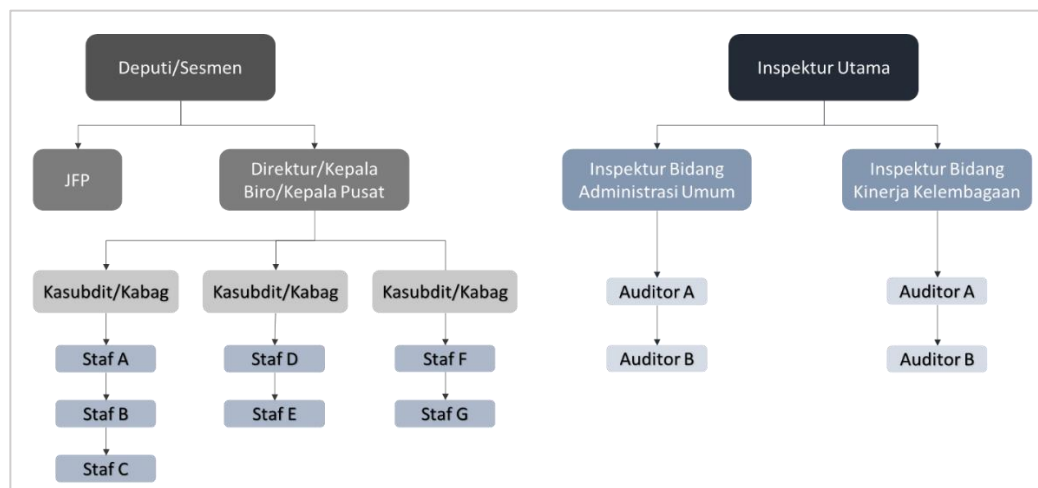 Deputi/Sesmen
Inspektur Utama
JFP
Direktur/Kepala
Biro/Kepala Pusat
Inspektur Bidang
Administrasi Umum
Inspektur Bidang
Kinerja Kelembagaan
Kasubdit/Kabag
Kasubdit/Kabag
Kasubdit/Kabag
Auditor A
Auditor A
Staf A
Staf D
Staf F
Auditor B
Auditor B
Staf B
Staf E
Staf G
Staf C